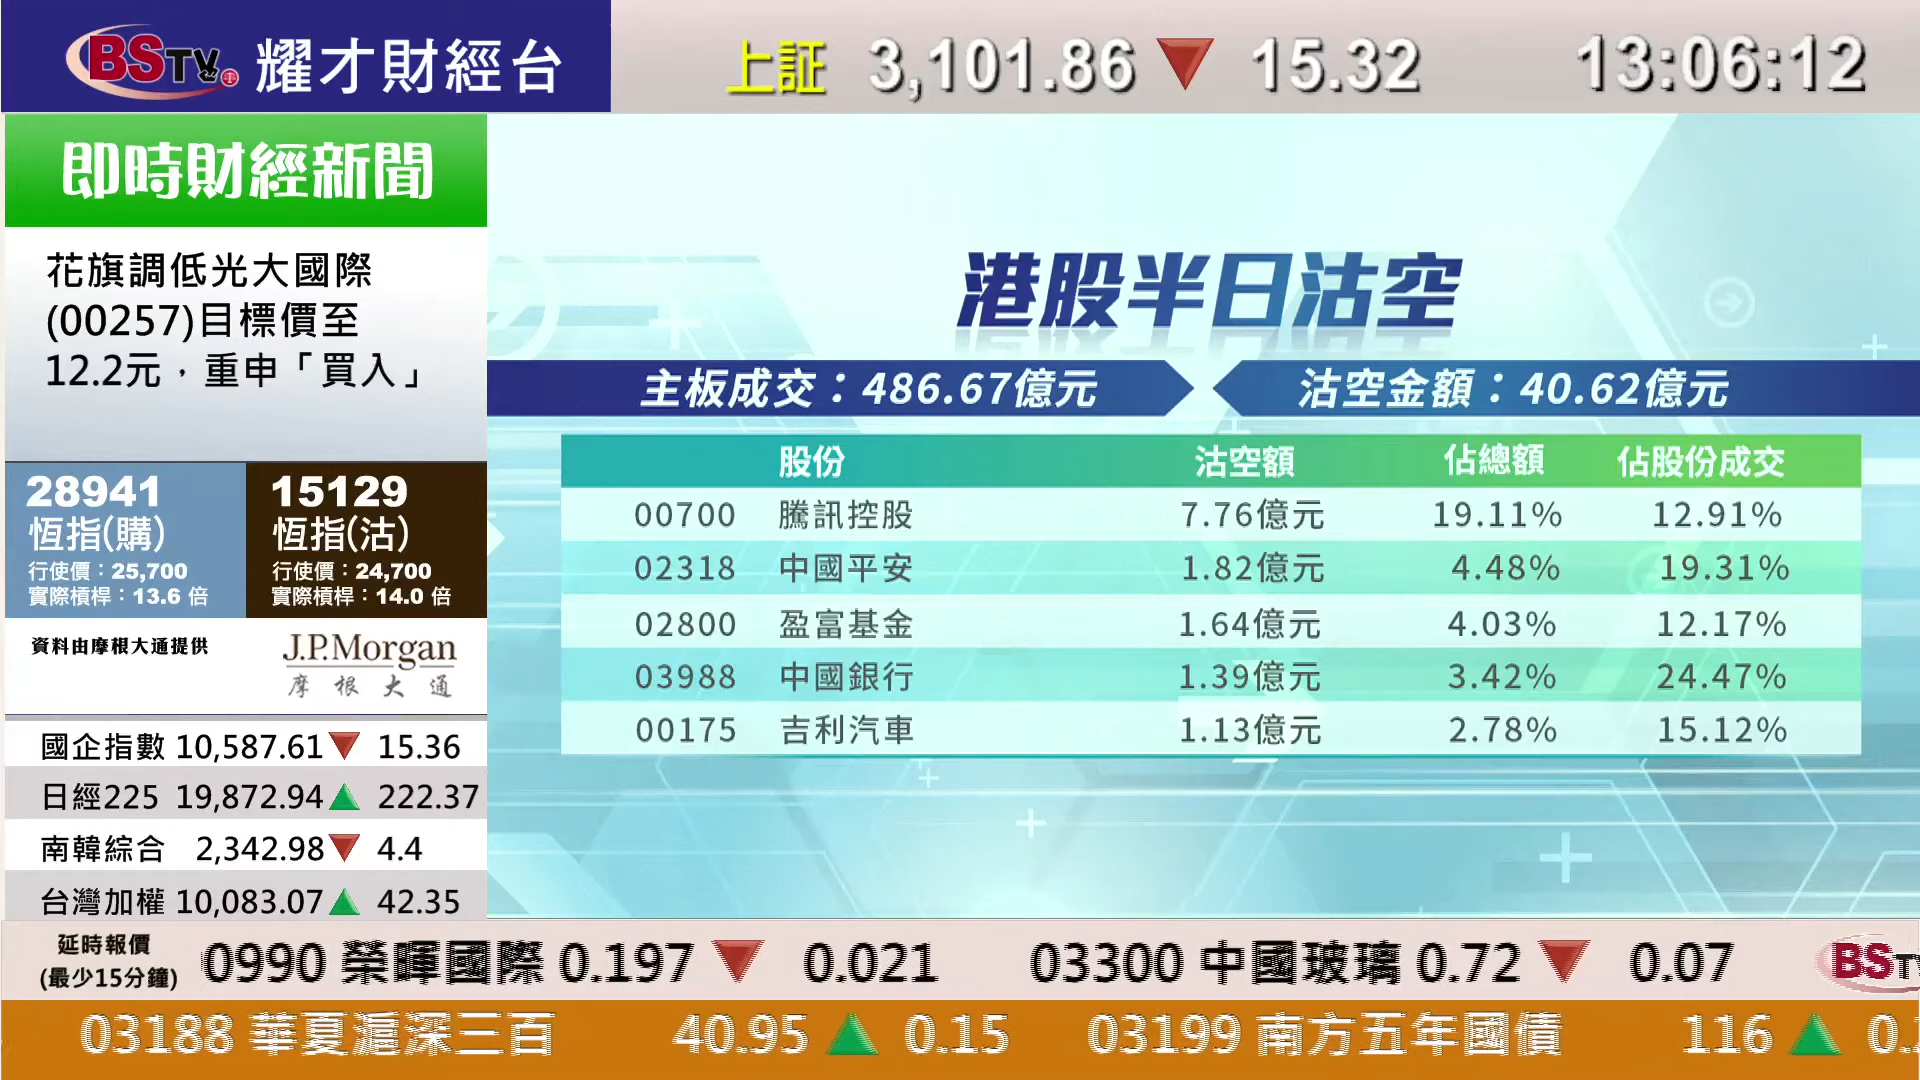 BSTV 耀才財經台
上証 3,101.86 ▼ 15.32 13:06:12
即時財經新聞
花旗調低光大國際
(00257)目標價至
12.2元，重申「買入」
28941
恆指(購)
行使價：25,700
實際槓桿：13.6 倍
15129
恆指(沽)
行使價：24,700
實際槓桿：14.0 倍
資料由摩根大通提供
J.P.Morgan
摩根大通
國企指數 10,587.61 ▼ 15.36
日經225 19,872.94 ▲ 222.37
南韓綜合 2,342.98 ▼ 4.4
台灣加權 10,083.07 ▲ 42.35
港股半日沽空
主板成交：486.67億元 沽空金額：40.62億元
股份 沽空額 佔總額 佔股份成交
00700 騰訊控股 7.76億元 19.11% 12.91%
02318 中國平安 1.82億元 4.48% 19.31%
02800 盈富基金 1.64億元 4.03% 12.17%
03988 中國銀行 1.39億元 3.42% 24.47%
00175 吉利汽車 1.13億元 2.78% 15.12%
延時報價
(最少15分鐘)
0990 榮暉國際 0.197 ▼ 0.021 03300 中國玻璃 0.72 ▼ 0.07 BSTV
03188 華夏滬深三百 40.95 ▲ 0.15 03199 南方五年國債 116 ▲ 0.